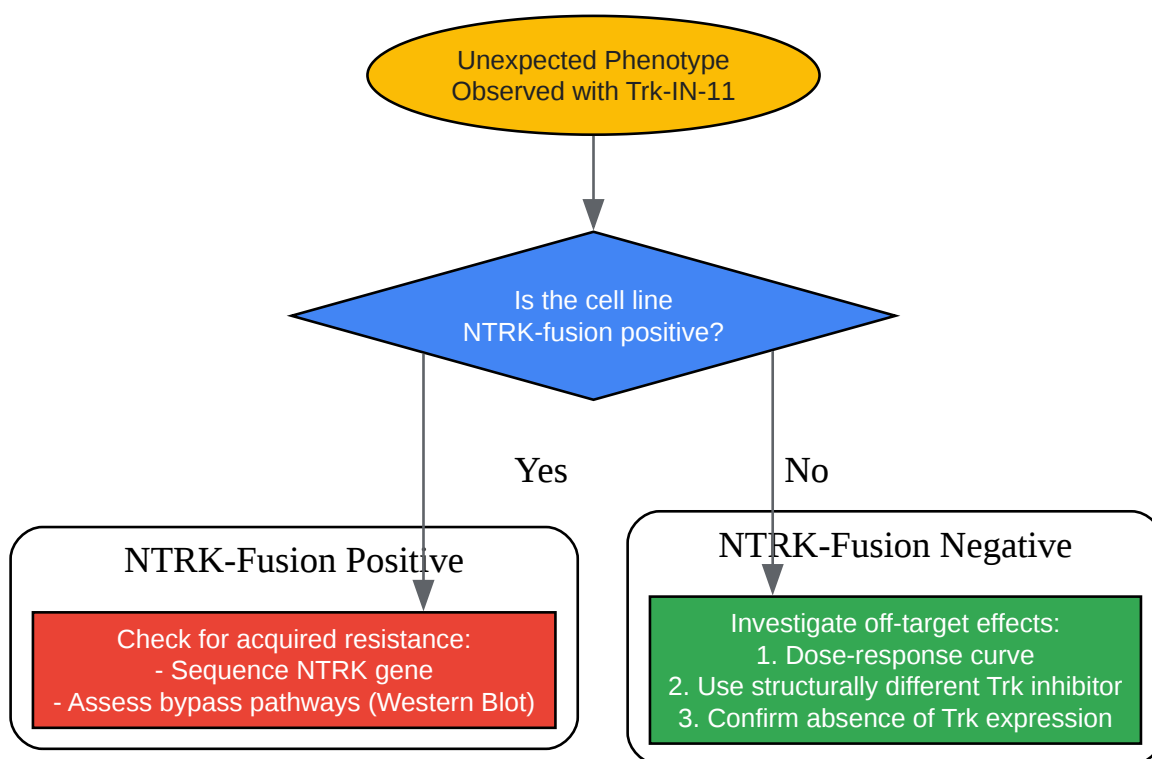 Unexpected Phenotype
Observed with Trk-IN-11
Is the cell line
NTRK-fusion positive?
Yes
No
NTRK-Fusion Positive
Check for acquired resistance:
- Sequence NTRK gene
- Assess bypass pathways (Western Blot)
NTRK-Fusion Negative
Investigate off-target effects:
1. Dose-response curve
2. Use structurally different Trk inhibitor
3. Confirm absence of Trk expression